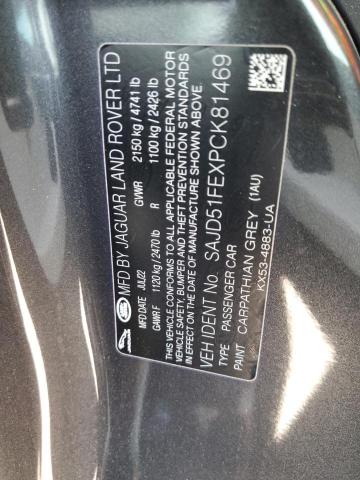 MFD BY JAGUAR LAND ROVER LTD
MFD DATE JUL22 GVWR 2150 kg / 4741 lb
GAWR F 1120 kg / 2470 lb R 1100 kg / 2426 lb
THIS VEHICLE CONFORMS TO ALL APPLICABLE FEDERAL MOTOR
VEHICLE SAFETY, BUMPER AND THEFT PREVENTION STANDARDS
IN EFFECT ON THE DATE OF MANUFACTURE SHOWN ABOVE
VEH IDENT No. SAJD51FEXPCK81469
TYPE PASSENGER CAR
PAINT CARPATHIAN GREY (1AU)
KX53-4883-UA